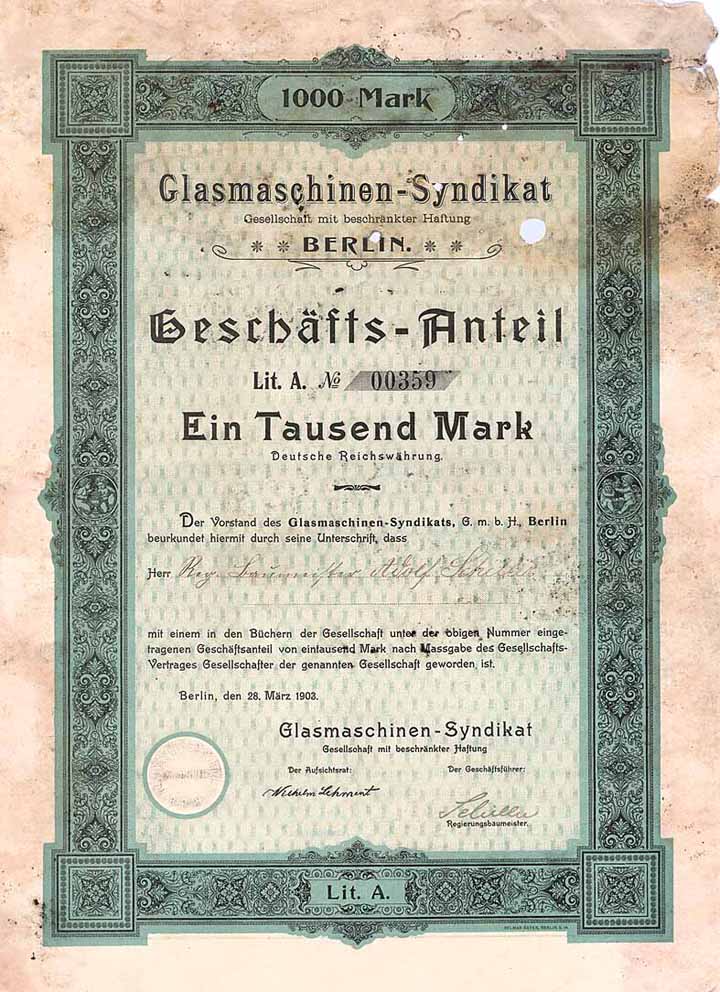 1000 Mark
Glasmaschinen-Syndikat
Gesellschaft mit beschränkter Haftung
BERLIN.
Geschäfts-Anteil
Lit. A. № 00359
Ein Tausend Mark
Deutsche Reichswährung.
Der Vorstand des Glasmaschinen-Syndikats, G. m. b. H., Berlin
beurkundet hiermit durch seine Unterschrift, dass
Herr Reg. Baumeister Adolf
mit einem in den Büchern der Gesellschaft unter der obigen Nummer einge-
tragenen Geschäftsanteil von eintausend Mark nach Massgabe des Gesellschafts-
Vertrages Gesellschafter der genannten Gesellschaft geworden ist.
Berlin, den 28. März 1903.
Glasmaschinen-Syndikat
Gesellschaft mit beschränkter Haftung
Der Aufsichtsrat: Der Geschäftsführer:
Wilhelm
Regierungsbaumeister.
Lit. A.